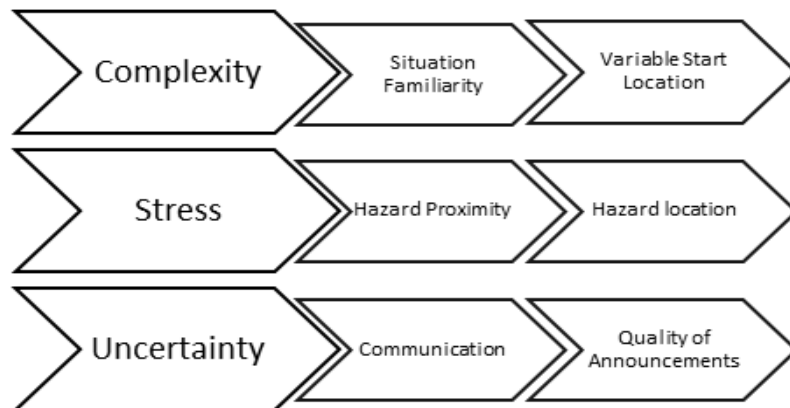 Complexity
Situation
Familiarity
Variable Start
Location
Stress
Hazard Proximity
Hazard location
Uncertainty
Communication
Quality of
Announcements